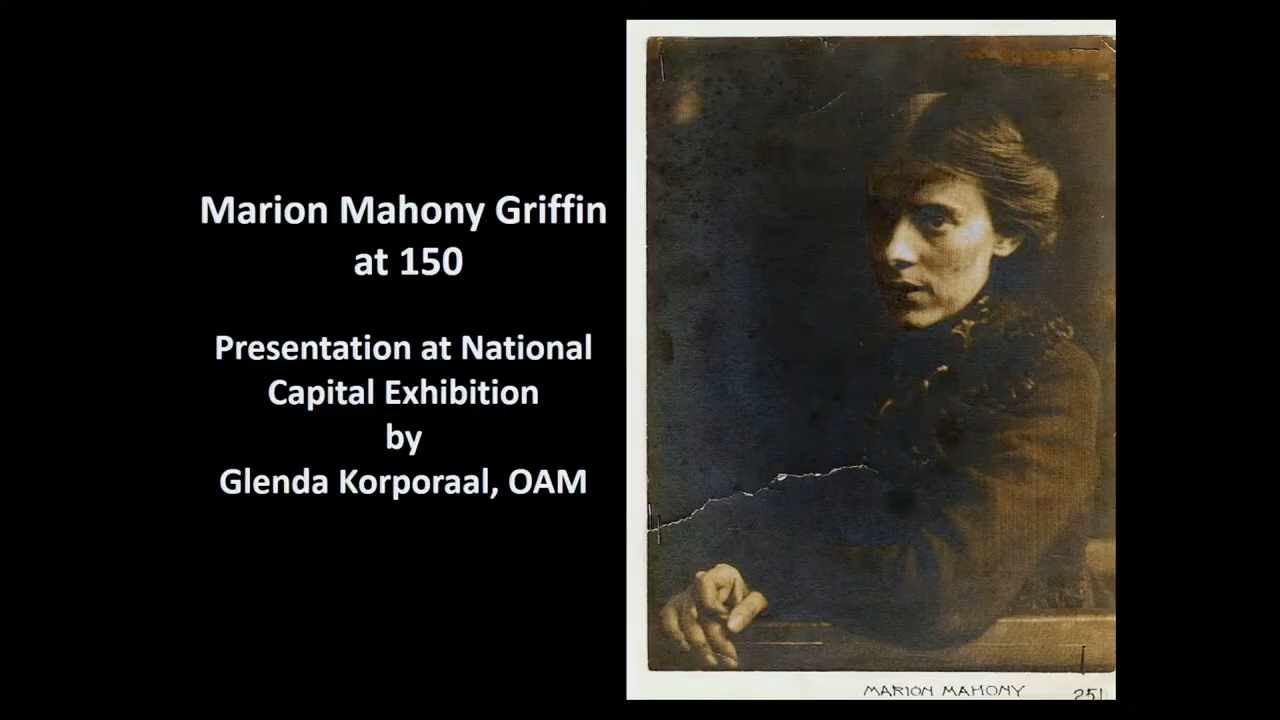 Marion Mahony Griffin
at 150
Presentation at National
Capital Exhibition
by
Glenda Korporaal, OAM
MARION MAHONY
251